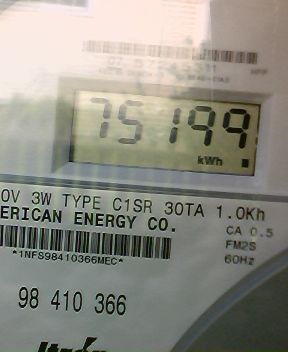 75199
kWh
0V 3W TYPE C1SR 30TA 1.0Kh
ERICAN ENERGY CO.
CA 0.5
FM2S
*1NFS98410366MEC*
60Hz
98 410 366
Itron